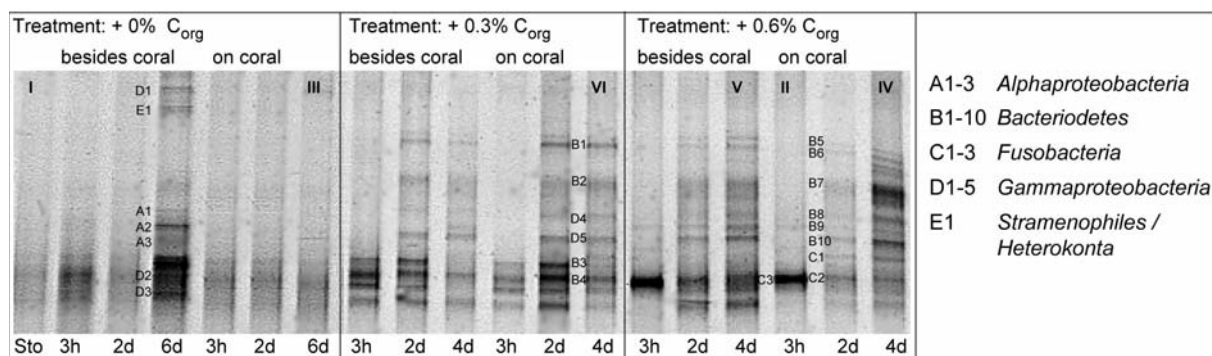 Treatment: + 0% Corg
besides coral on coral
I III
D1
E1
A1
A2
A3
D2
D3
Sto 3h 2d 6d 3h 2d 6d
Treatment: + 0.3% Corg
besides coral on coral
VI
B1
B2
D4
D5
B3
B4
3h 2d 4d 3h 2d 4d
Treatment: + 0.6% Corg
besides coral on coral
V II IV
B5
B6
B7
B8
B9
B10
C1
C3 C2
3h 2d 4d 3h 2d 4d
A1-3 Alphaproteobacteria
B1-10 Bacteriodetes
C1-3 Fusobacteria
D1-5 Gammaproteobacteria
E1 Stramenophiles /
Heterokonta